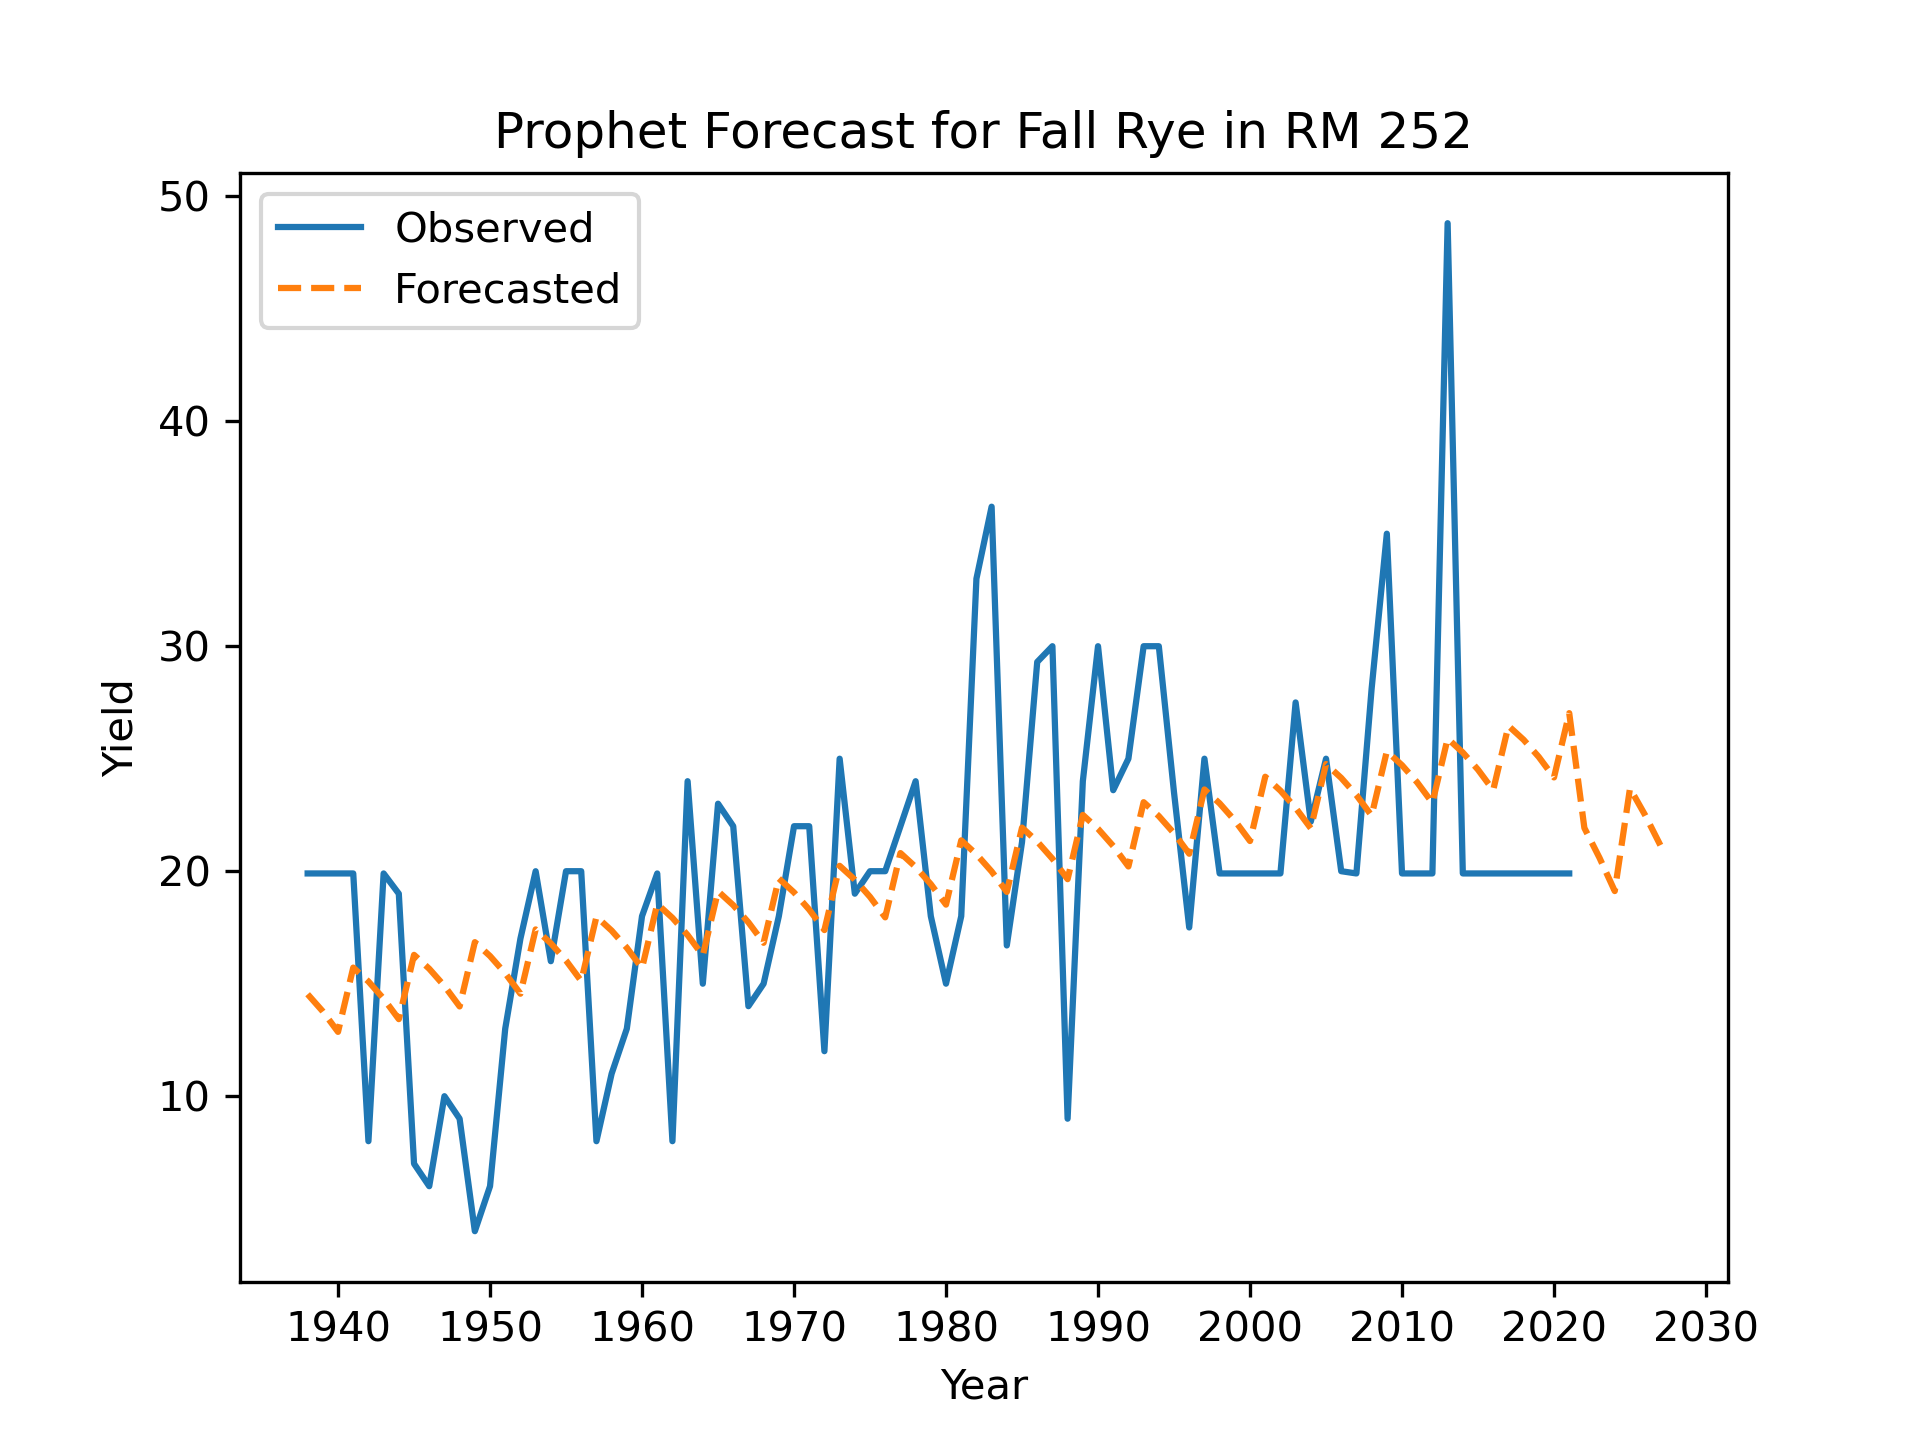 Prophet Forecast for Fall Rye in RM 252
Observed
Forecasted
50
40
30
20
10
Yield
1940 1950 1960 1970 1980 1990 2000 2010 2020 2030
Year